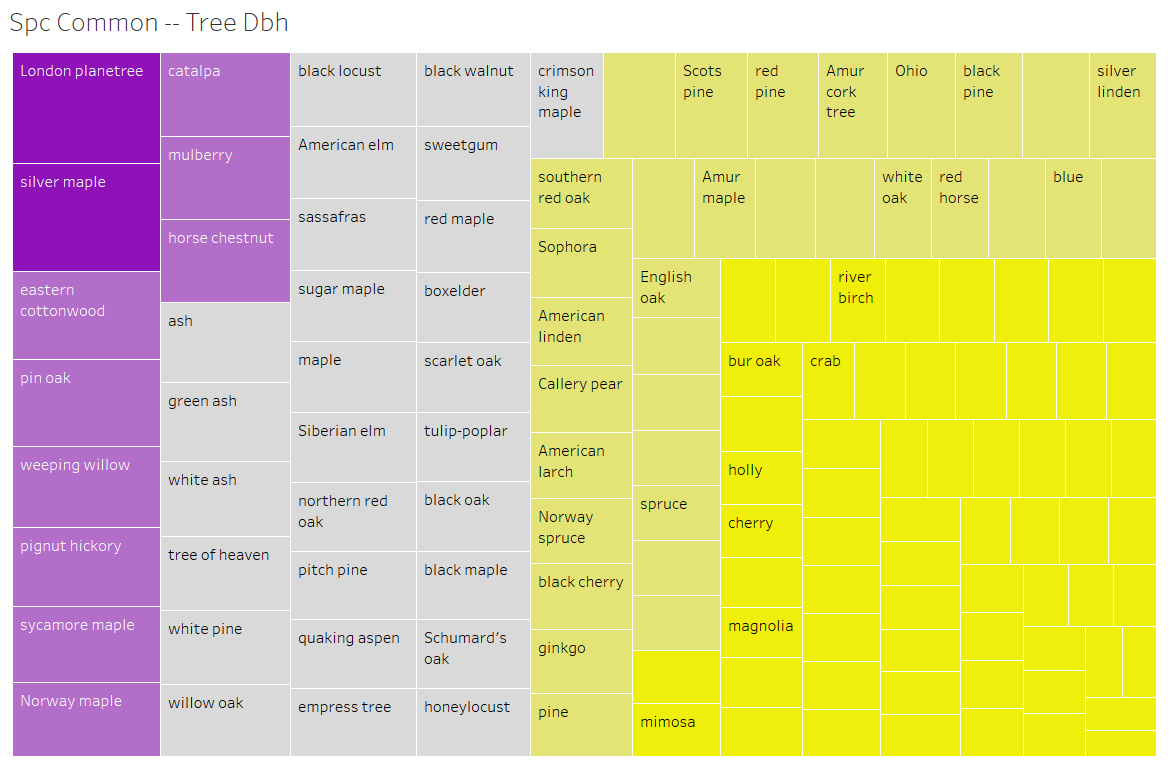 Spc Common -- Tree Dbh
London planetree
silver maple
eastern
cottonwood
pin oak
weeping willow
pignut hickory
sycamore maple
Norway maple
catalpa
mulberry
horse chestnut
ash
green ash
white ash
tree of heaven
white pine
willow oak
black locust
American elm
sassafras
sugar maple
maple
Siberian elm
northern red
oak
pitch pine
quaking aspen
empress tree
black walnut
sweetgum
red maple
boxelder
scarlet oak
tulip-poplar
black oak
black maple
Schumard's
oak
honeylocust
crimson
king
maple
Scots
pine
red
pine
Amur
cork
tree
Ohio
black
pine
silver
linden
southern
red oak
Sophora
American
linden
Callery pear
American
larch
Norway
spruce
black cherry
ginkgo
pine
Amur
maple
white
oak
red
horse
blue
English
oak
spruce
mimosa
river
birch
bur oak
holly
cherry
magnolia
crab